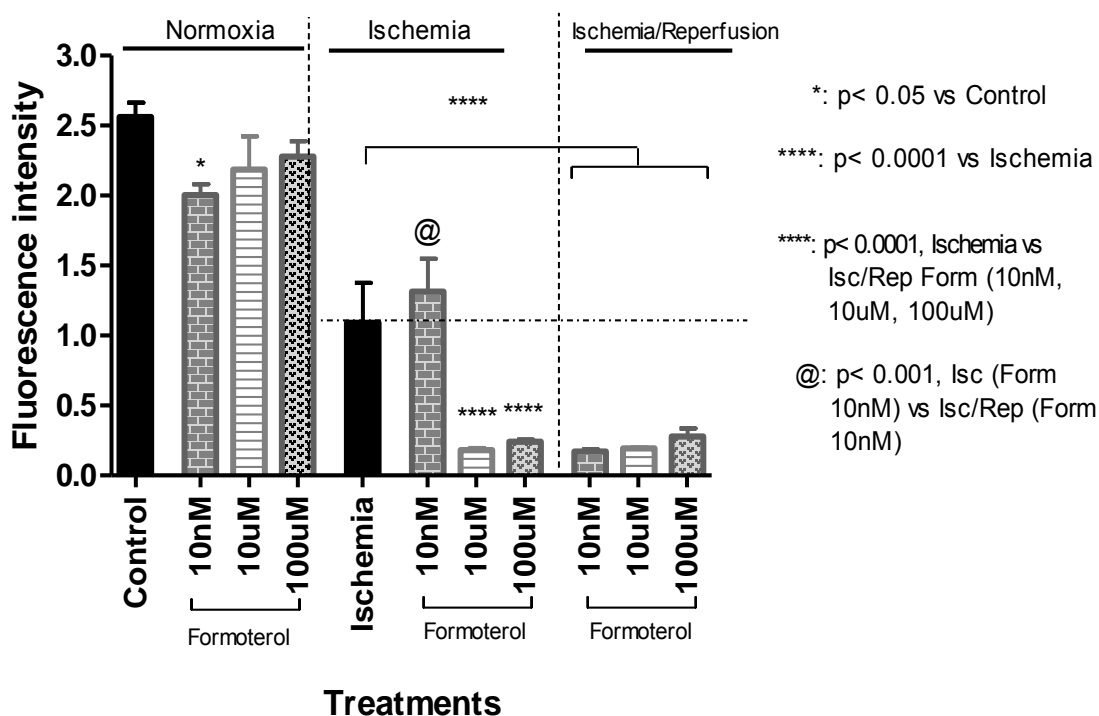 Normoxia
Ischemia
Ischemia/Reperfusion
Fluorescence intensity
3.0
2.5
2.0
1.5
1.0
0.5
0.0
*
@
****
****
****
*: p< 0.05 vs Control
****: p< 0.0001 vs Ischemia
****: p< 0.0001, Ischemia vs
Isc/Rep Form (10nM,
10uM, 100uM)
@: p< 0.001, Isc (Form
10nM) vs Isc/Rep (Form
10nM)
Control
10nM
10uM
100uM
Ischemia
10nM
10uM
100uM
10nM
10uM
100uM
Formoterol
Formoterol
Formoterol
Treatments